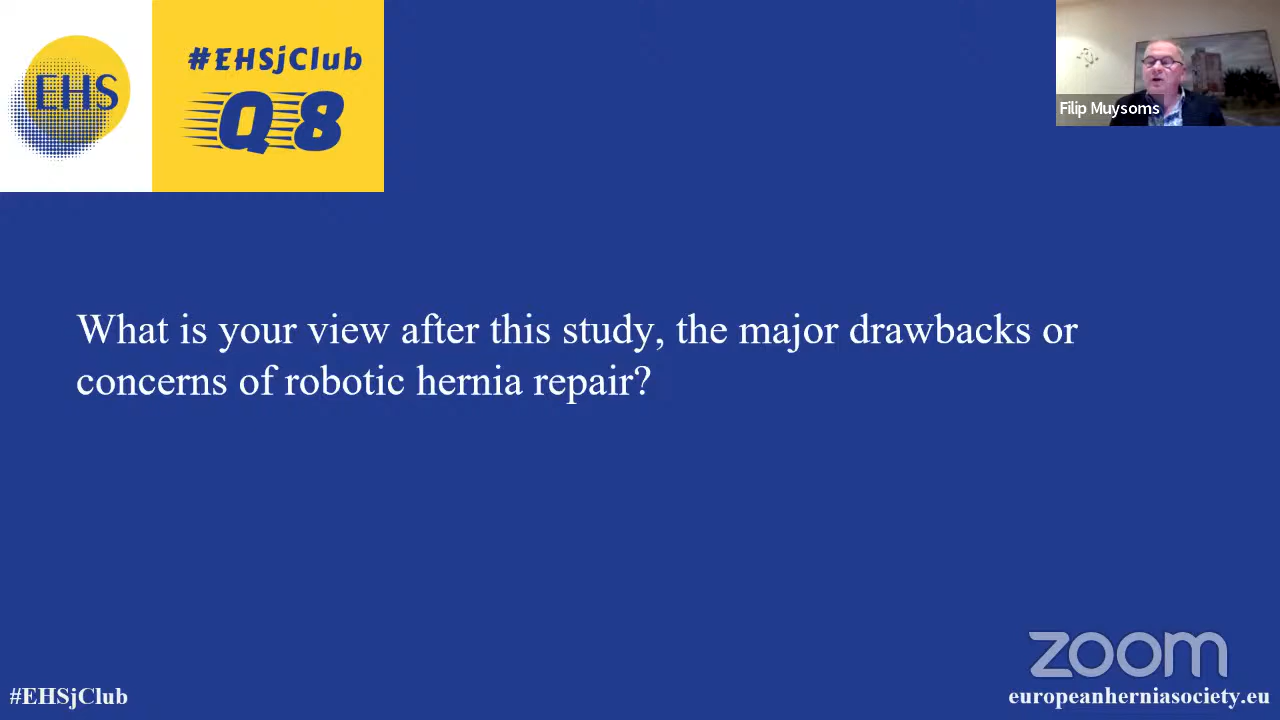 EHS
#EHSjClub
Q8
Filip Muysoms
What is your view after this study, the major drawbacks or
concerns of robotic hernia repair?
zoom
#EHSjClub
europeanherniasociety.eu